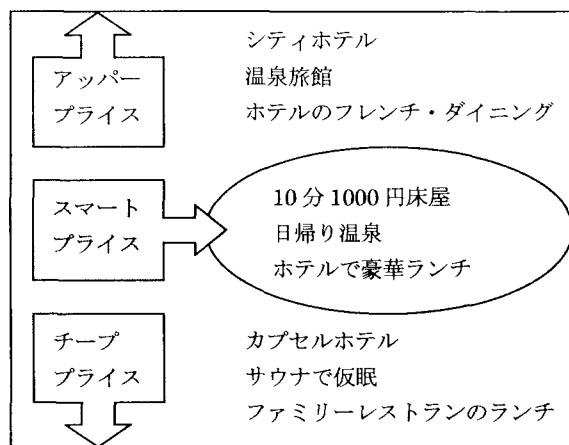 アッパー
プライス
シティホテル
温泉旅館
ホテルのフレンチ・ダイニング
スマート
プライス
10分1000円床屋
日帰り温泉
ホテルで豪華ランチ
チープ
プライス
カプセルホテル
サウナで仮眠
ファミリーレストランのランチ